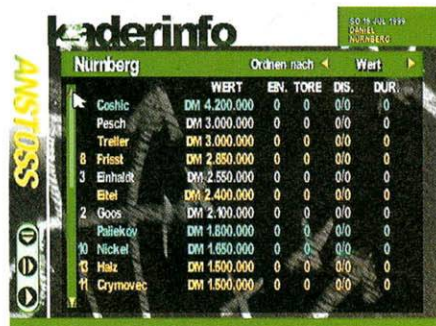 kaderinfo
SO 16 JUL 1999
DANIEL
NÜRNBERG
ANSTOSS
Nürnberg Ordnen nach Wert
WERT EIN. TORE DIS. DUR.
Coshic DM 4.200.000 0 0 0/0 0
Pesch DM 3.000.000 0 0 0/0 0
Treller DM 3.000.000 0 0 0/0 0
8 Frisst DM 2.850.000 0 0 0/0 0
3 Einhaldt DM 2.550.000 0 0 0/0 0
Eitel DM 2.400.000 0 0 0/0 0
2 Goos DM 2.100.000 0 0 0/0 0
Paliekov DM 1.800.000 0 0 0/0 0
10 Nickel DM 1.650.000 0 0 0/0 0
13 Halz DM 1.500.000 0 0 0/0 0
11 Crymovec DM 1.500.000 0 0 0/0 0